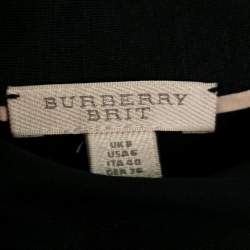 BURBERRY
BRIT
UK 8
USA 6
ITA 40
GER 36